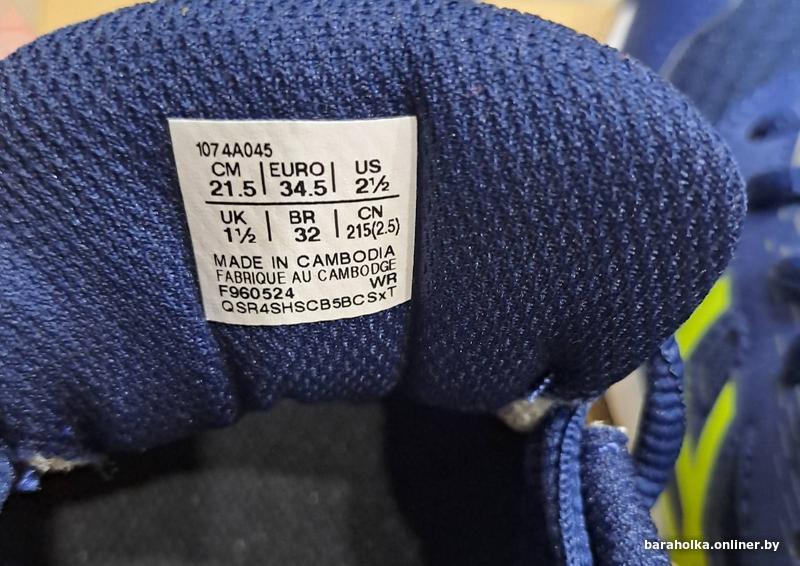 1074A045
CM EURO US
21.5 34.5 2½
UK BR CN
1½ 32 215(2.5)
MADE IN CAMBODIA
FABRIQUE AU CAMBODGE
F960524 WR
QSR4SHSCB5BCSxT
baraholka.onliner.by